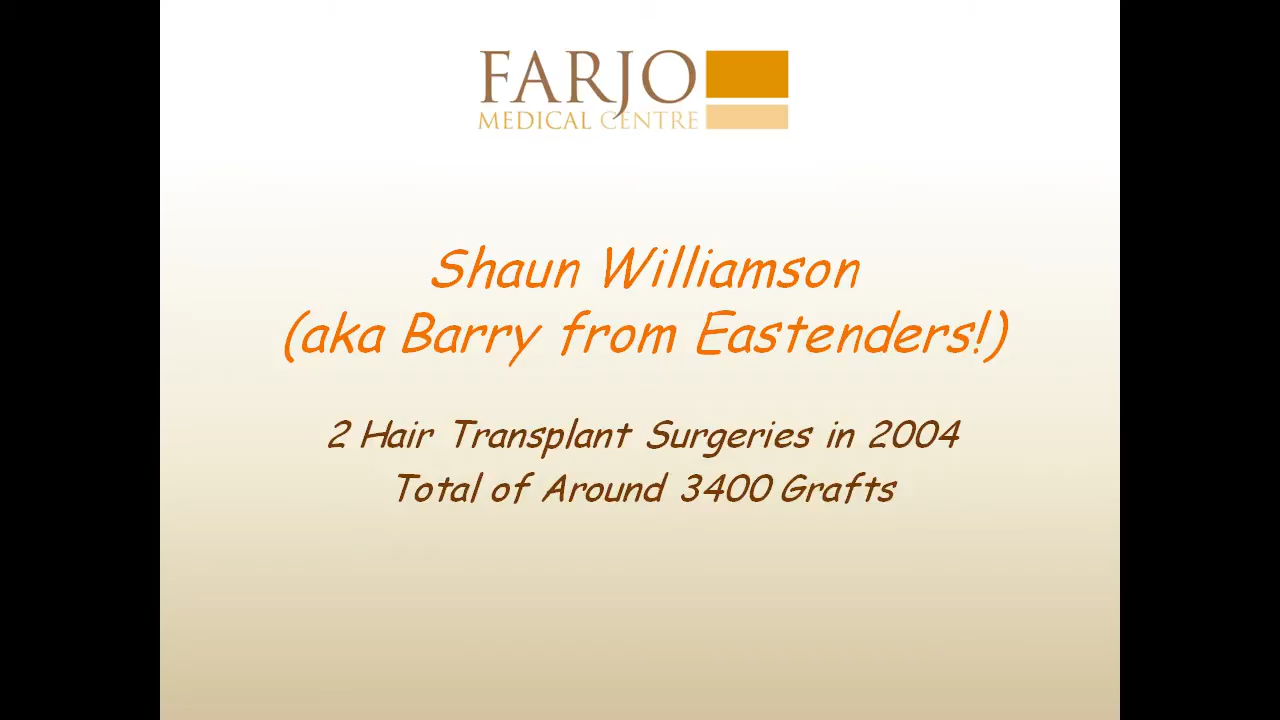 FARJO
MEDICAL CENTRE
Shaun Williamson
(aka Barry from Eastenders!)
2 Hair Transplant Surgeries in 2004
Total of Around 3400 Grafts